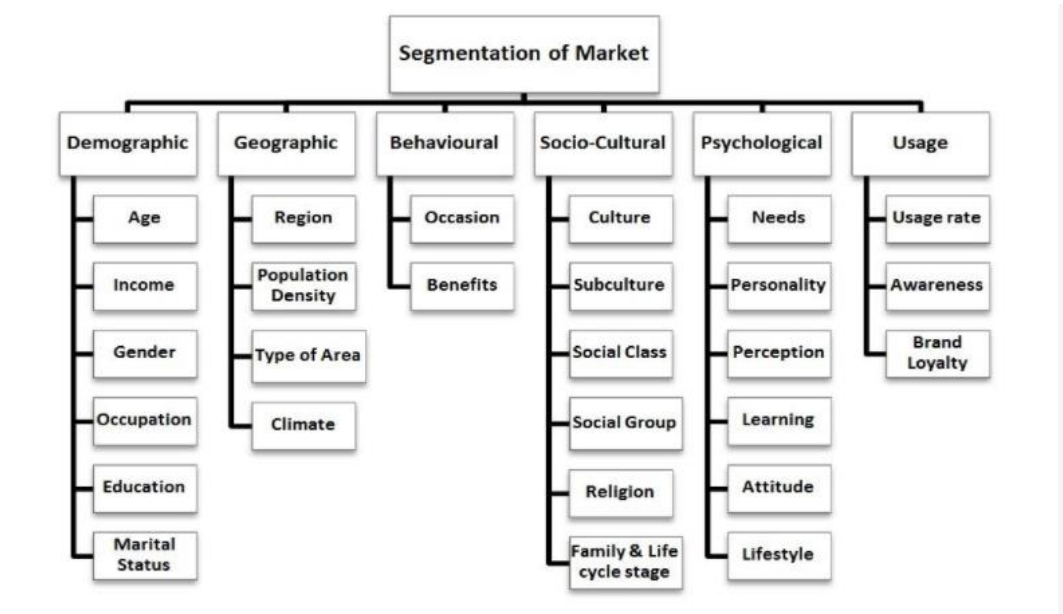 Segmentation of Market
Demographic
Age
Income
Gender
Occupation
Education
Marital
Status
Geographic
Region
Population
Density
Type of Area
Climate
Behavioural
Occasion
Benefits
Socio-Cultural
Culture
Subculture
Social Class
Social Group
Religion
Family & Life
cycle stage
Psychological
Needs
Personality
Perception
Learning
Attitude
Lifestyle
Usage
Usage rate
Awareness
Brand
Loyalty